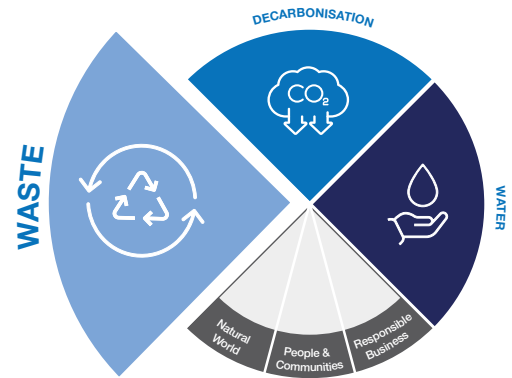 DECARBONISATION
CO2
WASTE
WATER
Natural
World
People &
Communities
Responsible
Business